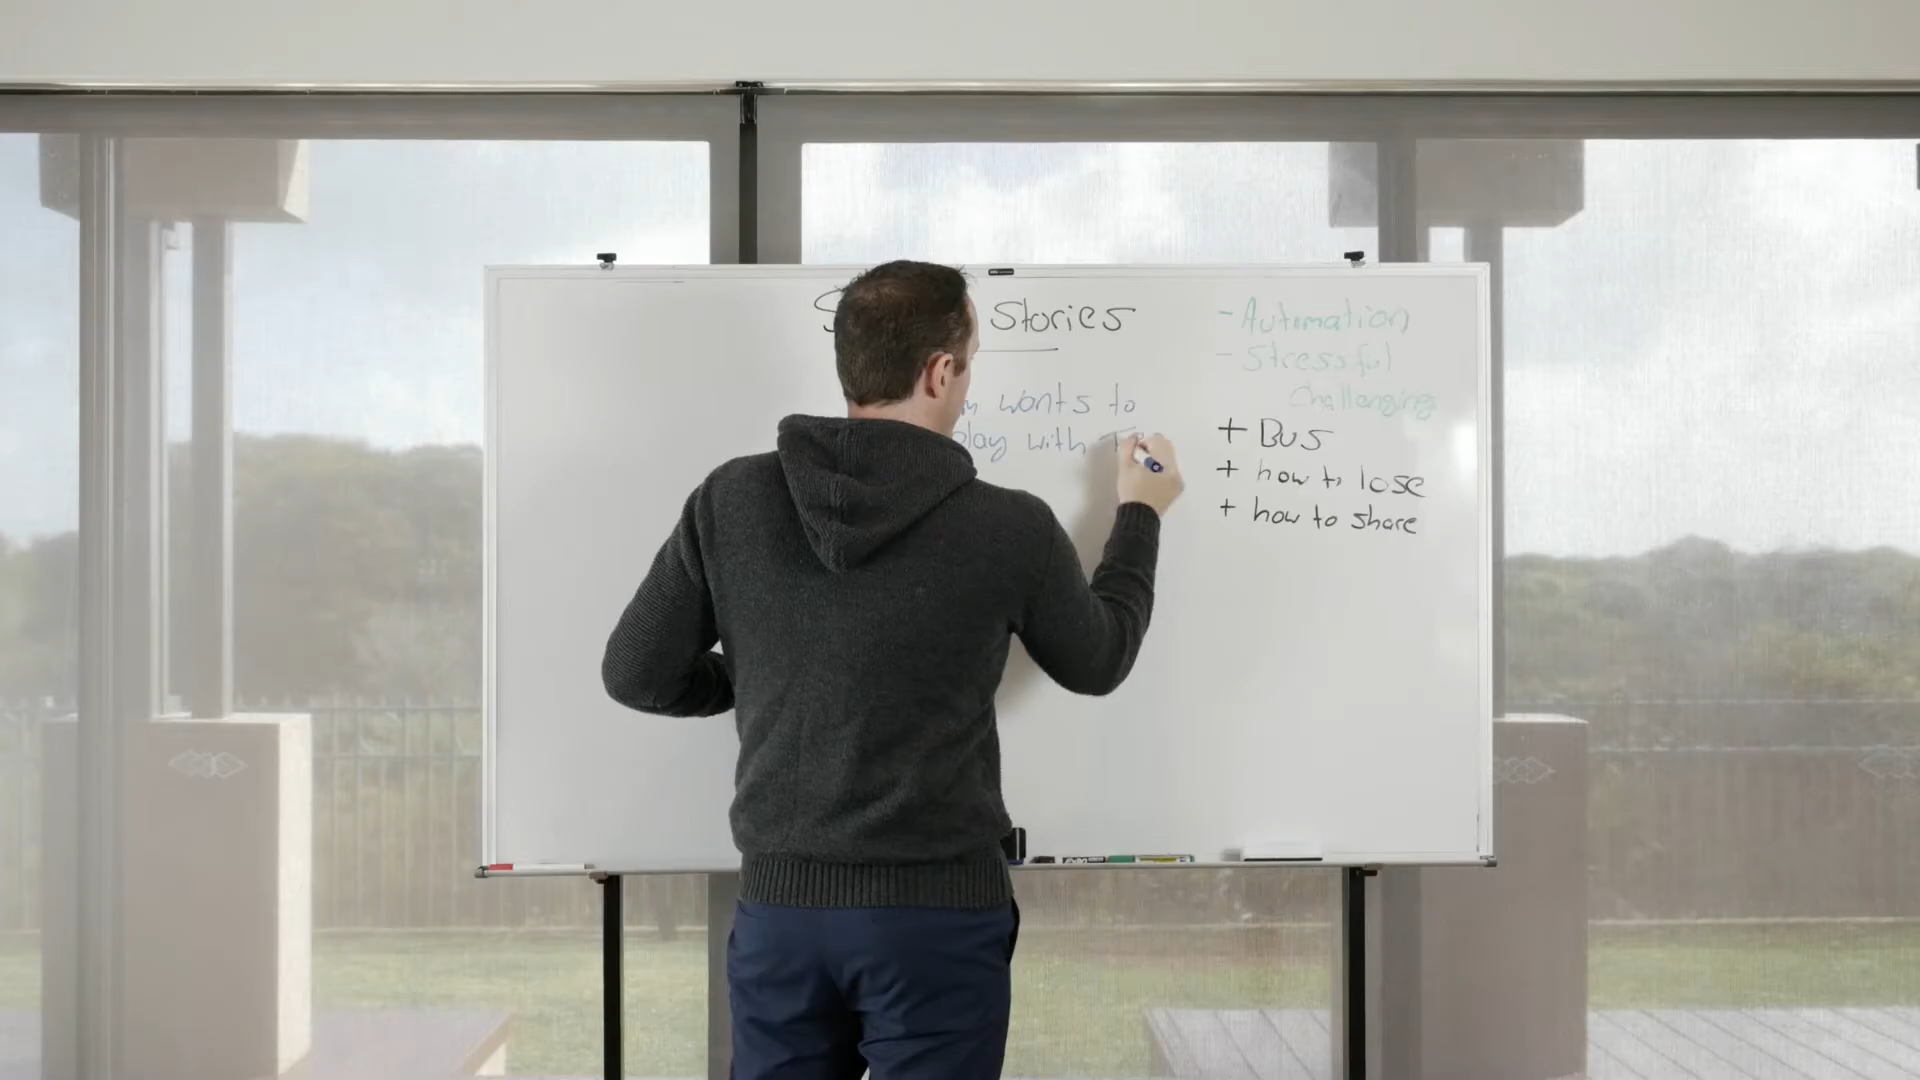 Stories
wants to
play with
- Automation
- Stressful
Challenging
+ Bus
+ how to lose
+ how to share